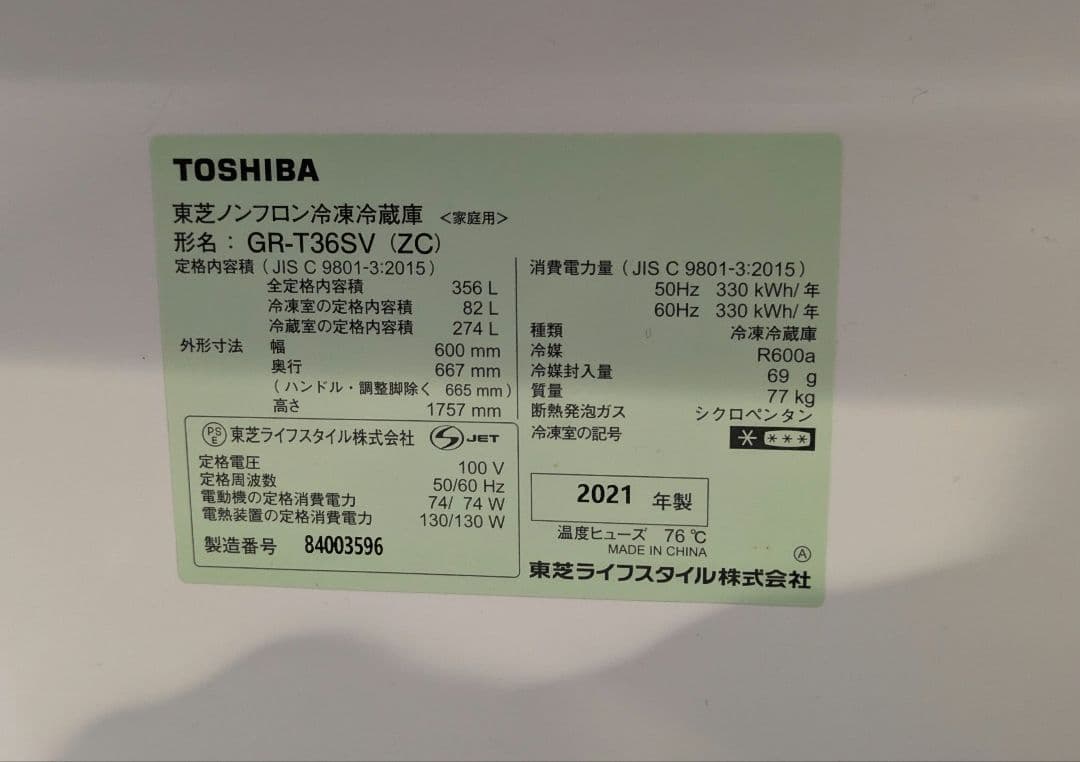 TOSHIBA
東芝ノンフロン冷凍冷蔵庫 <家庭用>
形名: GR-T36SV (ZC)
定格内容積 (JIS C 9801-3:2015)
全定格内容積 356 L
冷凍室の定格内容積 82 L
冷蔵室の定格内容積 274 L
外形寸法 幅 600 mm
奥行 667 mm
(ハンドル・調整脚除く 665 mm)
高さ 1757 mm
PSE 東芝ライフスタイル株式会社 JET
定格電圧 100 V
定格周波数 50/60 Hz
電動機の定格消費電力 74/ 74 W
電熱装置の定格消費電力 130/130 W
製造番号 84003596
消費電力量 (JIS C 9801-3:2015)
50Hz 330 kWh/年
60Hz 330 kWh/年
種類 冷凍冷蔵庫
冷媒 R600a
冷媒封入量 69 g
質量 77 kg
断熱発泡ガス シクロペンタン
冷凍室の記号 * ***
2021 年製
温度ヒューズ 76 ℃
MADE IN CHINA Ⓐ
東芝ライフスタイル株式会社